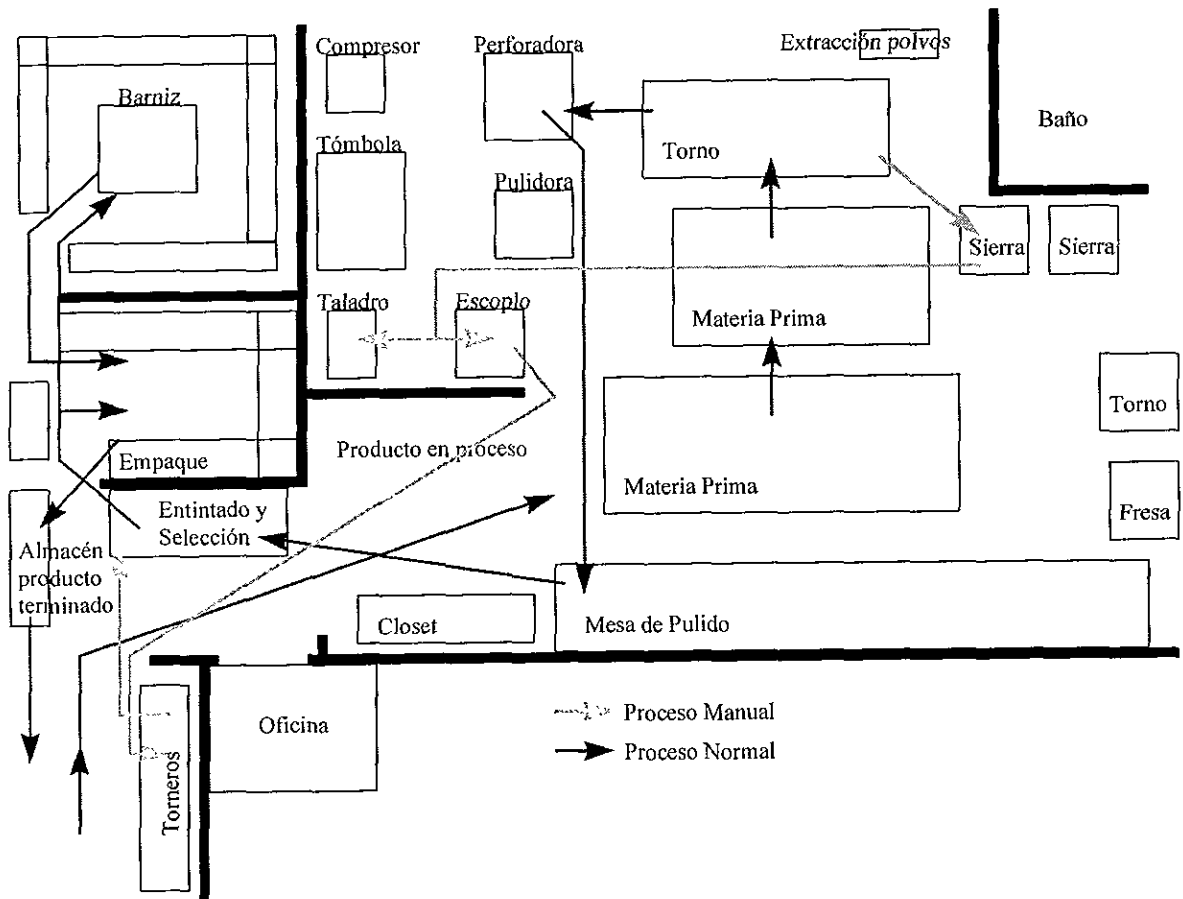 Compresor
Perforadora
Extracción polvos
Barniz
Baño
Tómbola
Torno
Pulidora
Sierra
Sierra
Taladro
Escoplo
Materia Prima
Torno
Producto en proceso
Empaque
Materia Prima
Entintado y
Selección
Fresa
Almacén
producto
terminado
Closet
Mesa de Pulido
Oficina
Proceso Manual
Proceso Normal
Torneros